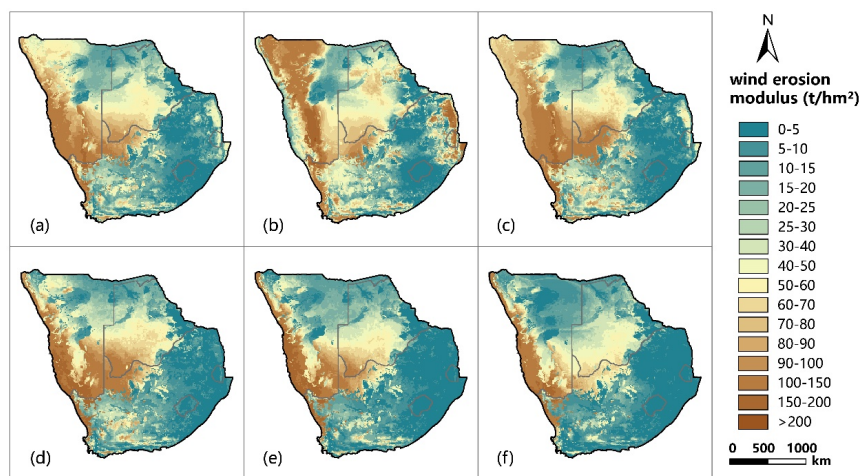 (a)
(b)
(c)
(d)
(e)
(f)
N
wind erosion
modulus (t/hm²)
0-5
5-10
10-15
15-20
20-25
25-30
30-40
40-50
50-60
60-70
70-80
80-90
90-100
100-150
150-200
>200
0 500 1000
km